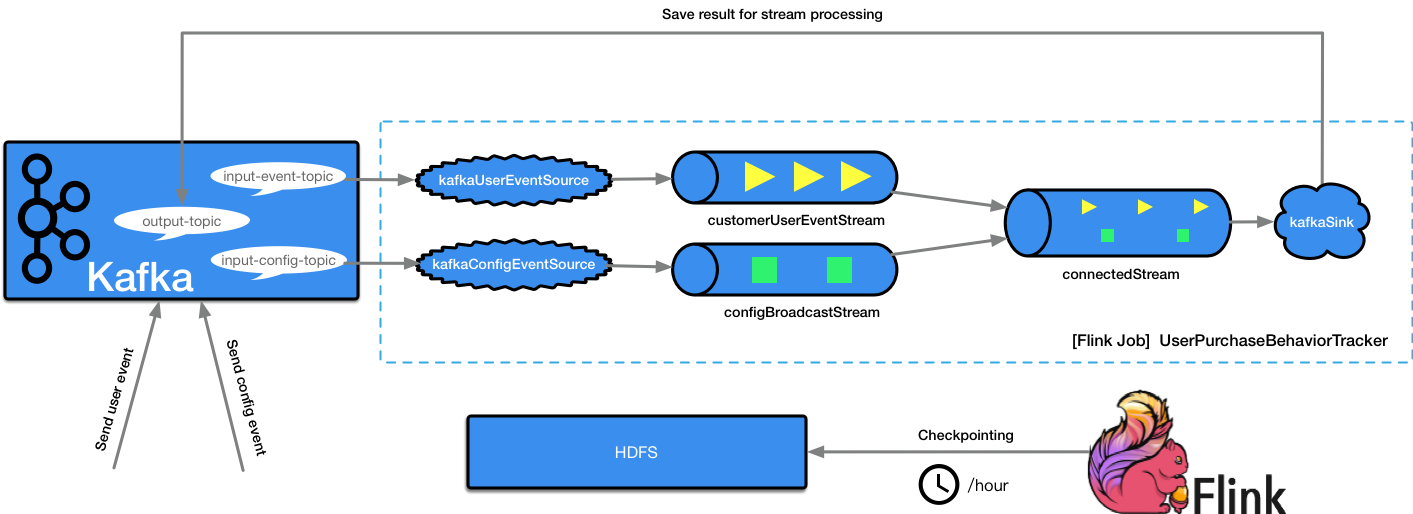 Save result for stream processing
input-event-topic
output-topic
input-config-topic
Kafka
kafkaUserEventSource
kafkaConfigEventSource
customerUserEventStream
configBroadcastStream
connectedStream
kafkaSink
[Flink Job]  UserPurchaseBehaviorTracker
Send user event
Send config event
HDFS
Checkpointing
/hour
Flink